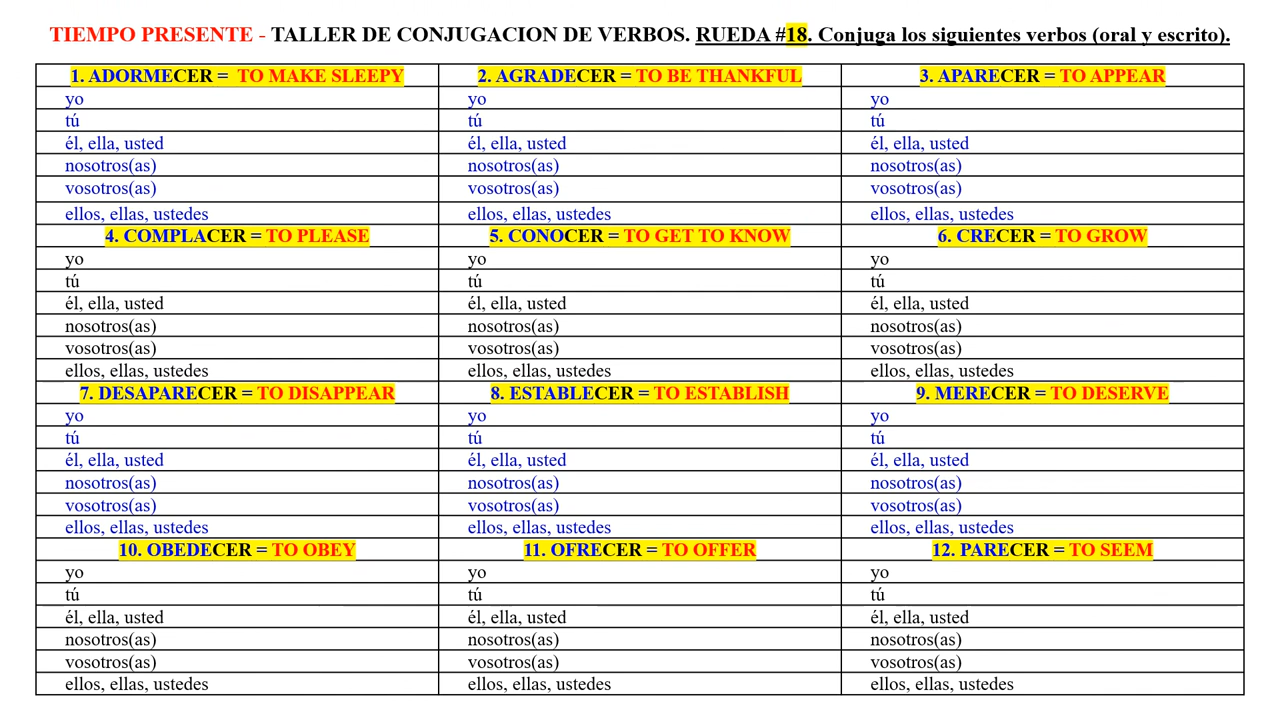 TIEMPO PRESENTE - TALLER DE CONJUGACION DE VERBOS. RUEDA #18. Conjuga los siguientes verbos (oral y escrito).
1. ADORMECER = TO MAKE SLEEPY 2. AGRADECER = TO BE THANKFUL 3. APARECER = TO APPEAR
yo yo yo
tú tú tú
él, ella, usted él, ella, usted él, ella, usted
nosotros(as) nosotros(as) nosotros(as)
vosotros(as) vosotros(as) vosotros(as)
ellos, ellas, ustedes ellos, ellas, ustedes ellos, ellas, ustedes
4. COMPLACER = TO PLEASE 5. CONOCER = TO GET TO KNOW 6. CRECER = TO GROW
yo yo yo
tú tú tú
él, ella, usted él, ella, usted él, ella, usted
nosotros(as) nosotros(as) nosotros(as)
vosotros(as) vosotros(as) vosotros(as)
ellos, ellas, ustedes ellos, ellas, ustedes ellos, ellas, ustedes
7. DESAPARECER = TO DISAPPEAR 8. ESTABLECER = TO ESTABLISH 9. MERECER = TO DESERVE
yo yo yo
tú tú tú
él, ella, usted él, ella, usted él, ella, usted
nosotros(as) nosotros(as) nosotros(as)
vosotros(as) vosotros(as) vosotros(as)
ellos, ellas, ustedes ellos, ellas, ustedes ellos, ellas, ustedes
10. OBEDECER = TO OBEY 11. OFRECER = TO OFFER 12. PARECER = TO SEEM
yo yo yo
tú tú tú
él, ella, usted él, ella, usted él, ella, usted
nosotros(as) nosotros(as) nosotros(as)
vosotros(as) vosotros(as) vosotros(as)
ellos, ellas, ustedes ellos, ellas, ustedes ellos, ellas, ustedes